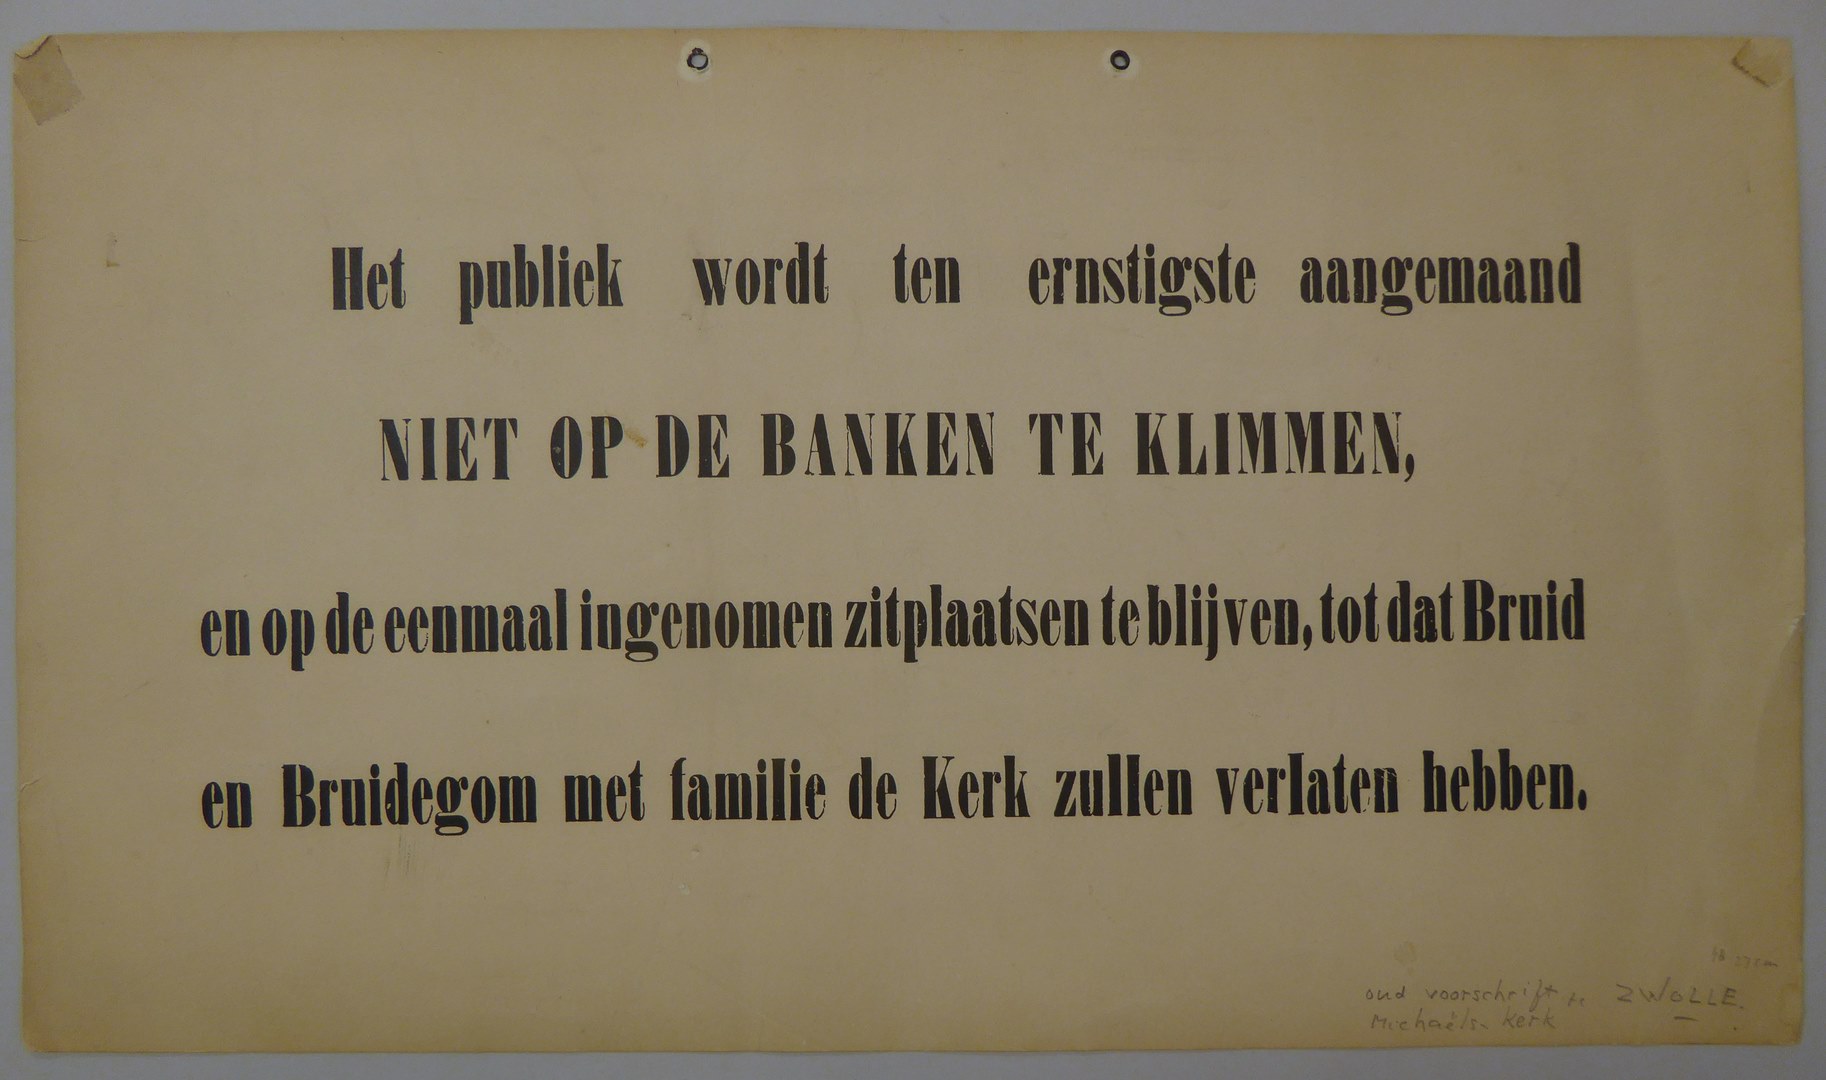 Het publiek wordt ten ernstigste aangemaand
NIET OP DE BANKEN TE KLIMMEN,
en op de eenmaal ingenomen zitplaatsen te blijven, tot dat Bruid
en Bruidegom met familie de Kerk zullen verlaten hebben.
oud voorschrift te ZWOLLE.
Michaëls-Kerk